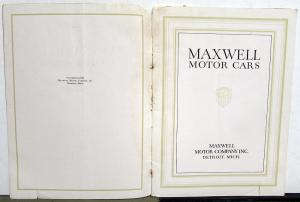 MAXWELL
MOTOR CARS
MAXWELL
MOTOR COMPANY INC.
DETROIT, MICH.